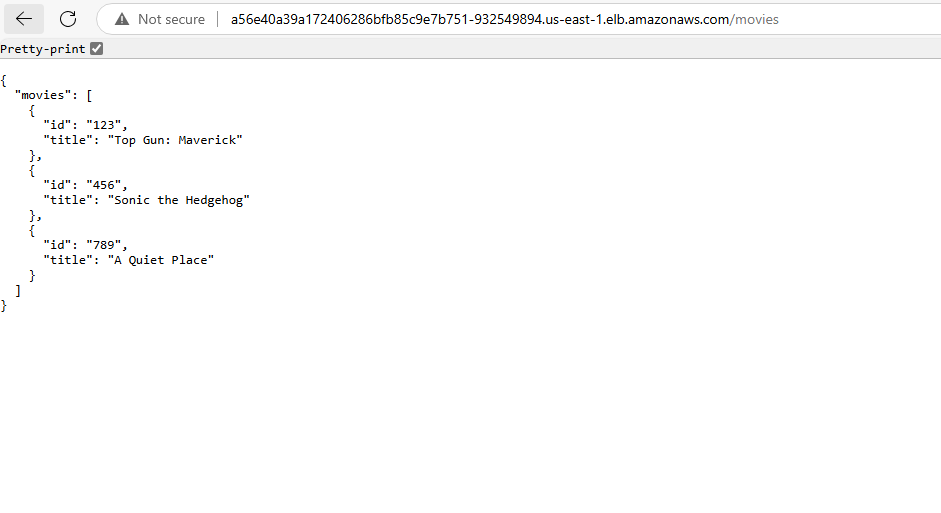 Not secure a56e40a39a172406286bfb85c9e7b751-932549894.us-east-1.elb.amazonaws.com/movies
Pretty-print
{
  "movies": [
    {
      "id": "123",
      "title": "Top Gun: Maverick"
    },
    {
      "id": "456",
      "title": "Sonic the Hedgehog"
    },
    {
      "id": "789",
      "title": "A Quiet Place"
    }
  ]
}